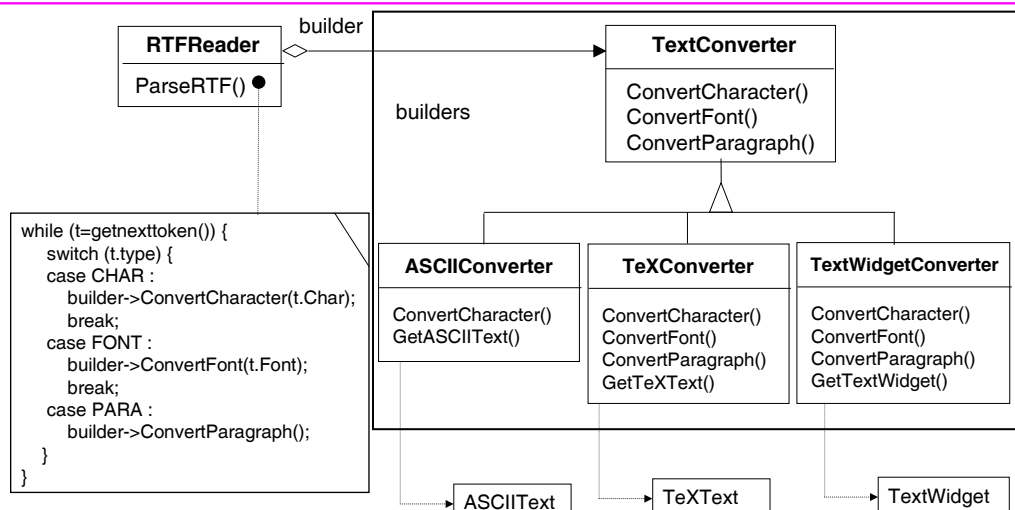 builder
RTFReader
ParseRTF()
TextConverter
ConvertCharacter()
ConvertFont()
ConvertParagraph()
builders
while (t=getnexttoken()) {
switch (t.type) {
case CHAR :
builder->ConvertCharacter(t.Char);
break;
case FONT :
builder->ConvertFont(t.Font);
break;
case PARA :
builder->ConvertParagraph();
}
}
ASCIIConverter
ConvertCharacter()
GetASCIIText()
TeXConverter
ConvertCharacter()
ConvertFont()
ConvertParagraph()
GetTeXText()
TextWidgetConverter
ConvertCharacter()
ConvertFont()
ConvertParagraph()
GetTextWidget()
ASCIIText
TeXText
TextWidget